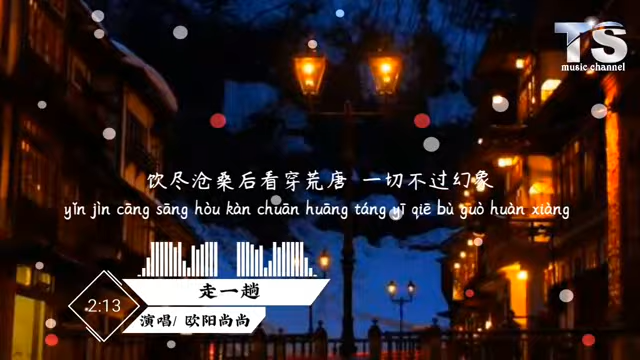 TS
music channel
饮尽沧桑后看穿荒唐 一切不过幻象
yǐn jìn cāng sāng hòu kàn chuān huāng táng yī qiē bù guò huàn xiàng
走一趟
2:13
演唱/ 欧阳尚尚